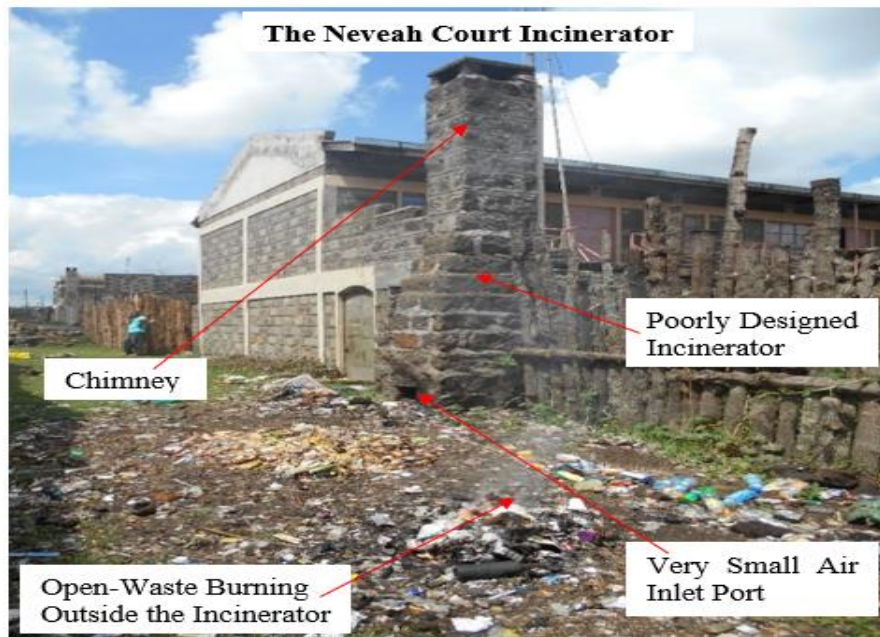 The Neveah Court Incinerator
Chimney
Poorly Designed
Incinerator
Open-Waste Burning
Outside the Incinerator
Very Small Air
Inlet Port